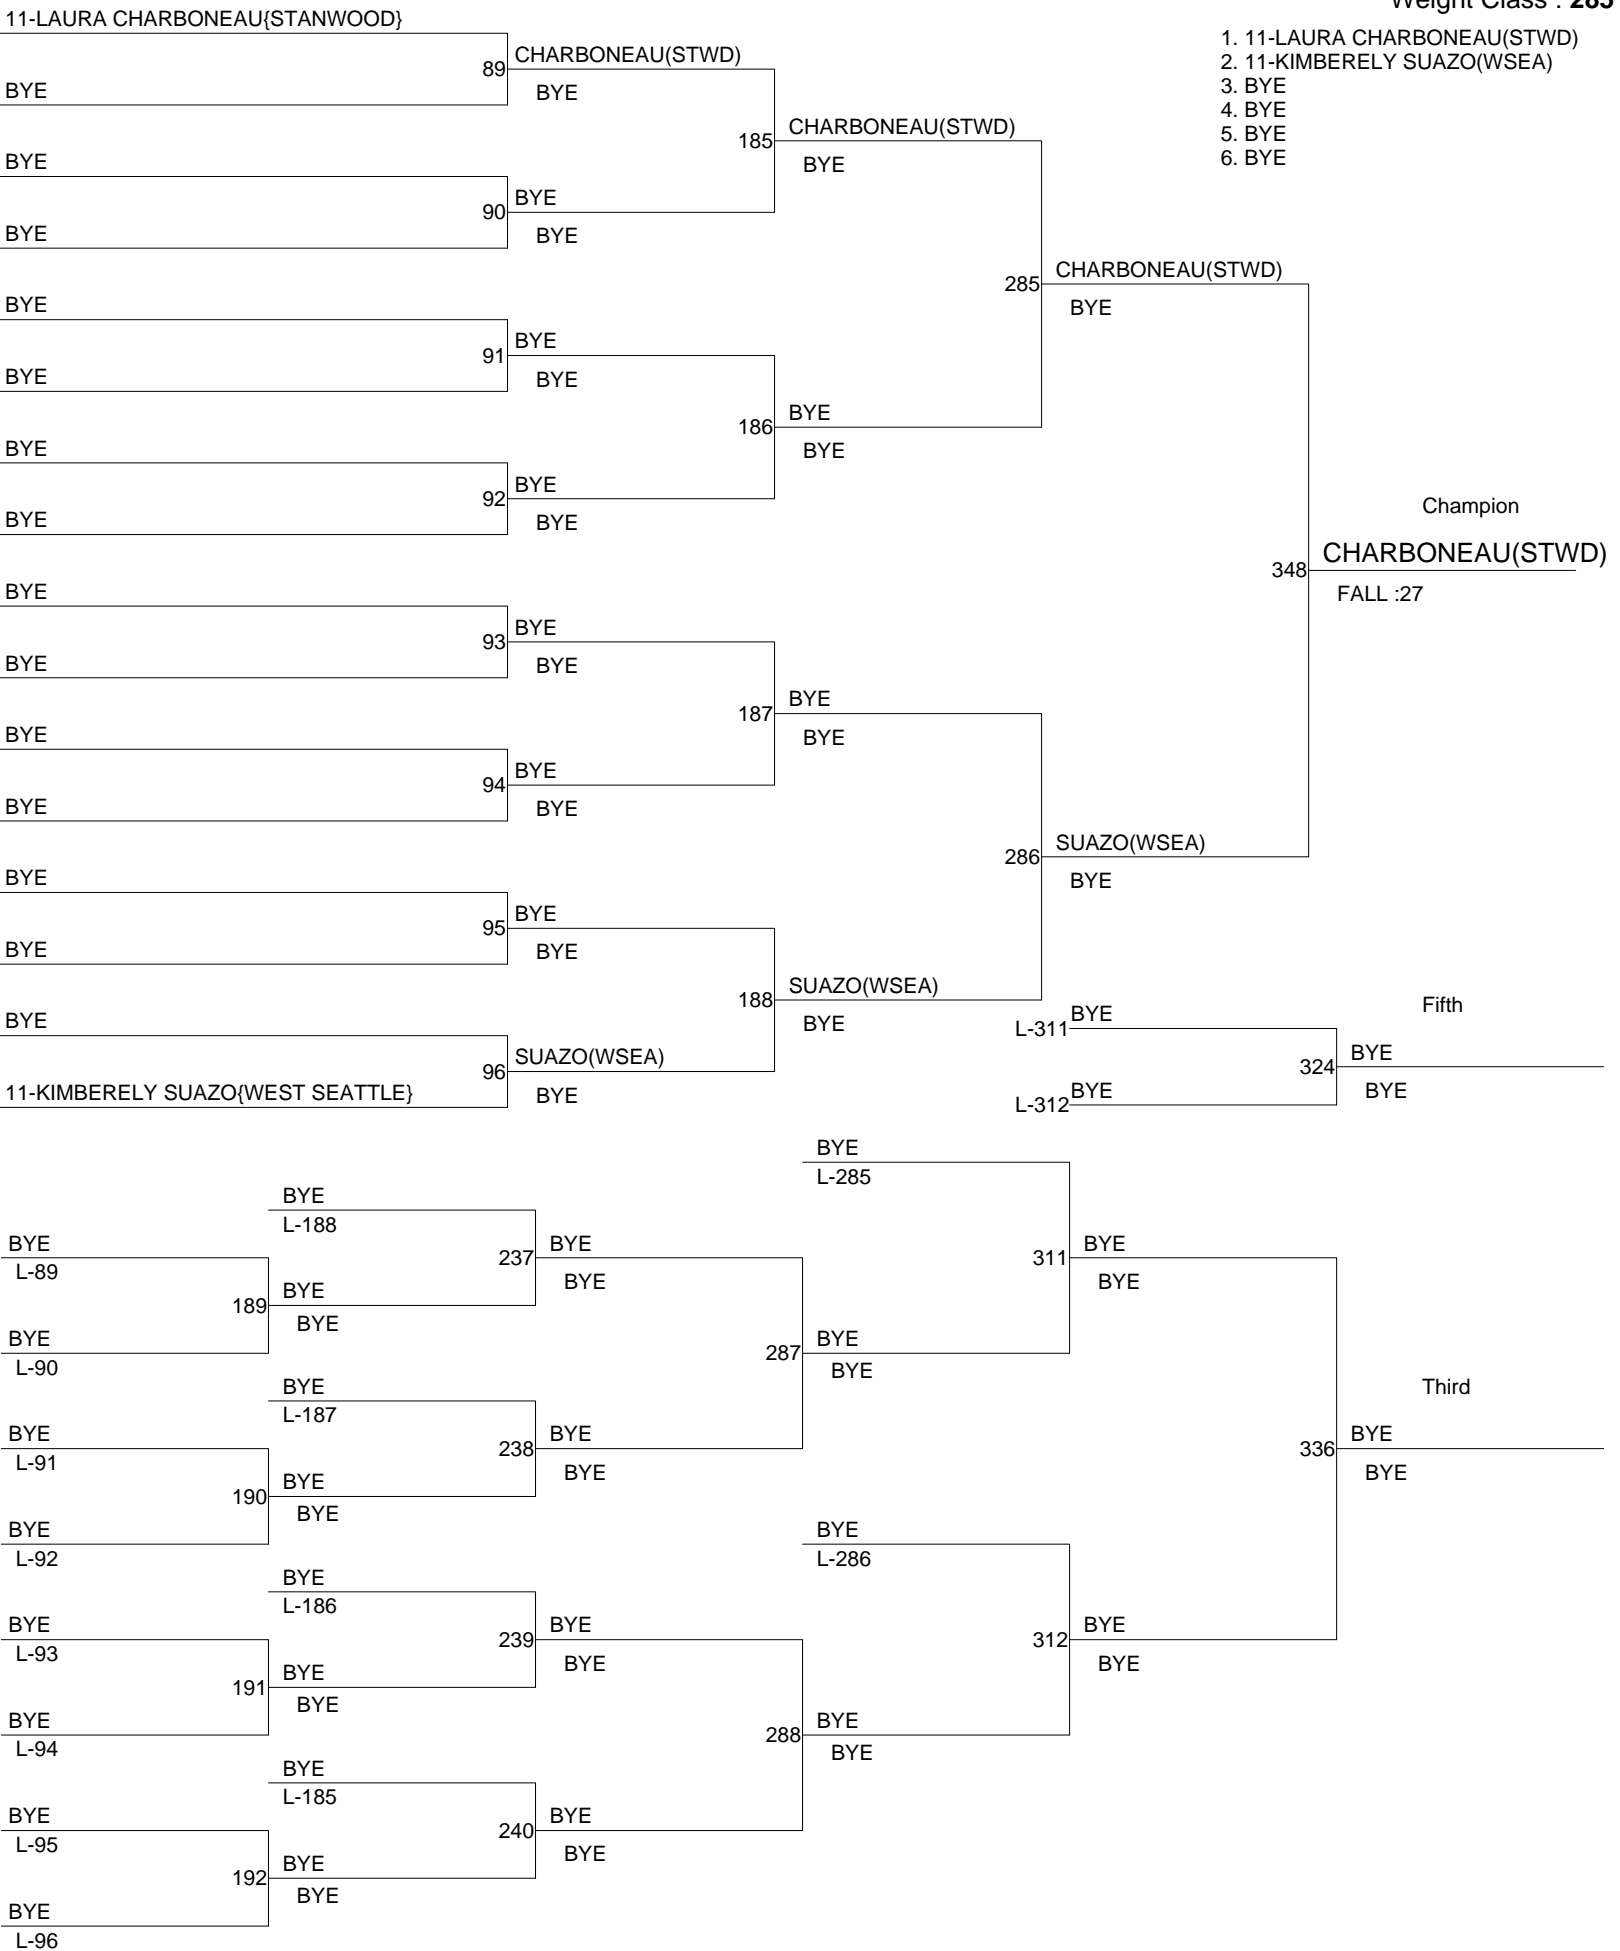 Weight Class : 285
11-LAURA CHARBONEAU{STANWOOD}
1. 11-LAURA CHARBONEAU(STWD)
2. 11-KIMBERELY SUAZO(WSEA)
3. BYE
4. BYE
5. BYE
6. BYE
89
CHARBONEAU(STWD)
BYE
BYE
185
CHARBONEAU(STWD)
BYE
BYE
90
BYE
BYE
BYE
285
CHARBONEAU(STWD)
BYE
BYE
91
BYE
BYE
BYE
186
BYE
BYE
BYE
92
BYE
BYE
BYE
Champion
348
CHARBONEAU(STWD)
FALL :27
BYE
93
BYE
BYE
BYE
187
BYE
BYE
BYE
94
BYE
BYE
BYE
286
SUAZO(WSEA)
BYE
BYE
95
BYE
BYE
BYE
188
SUAZO(WSEA)
BYE
BYE
96
SUAZO(WSEA)
BYE
11-KIMBERELY SUAZO{WEST SEATTLE}
Fifth
L-311
BYE
324
BYE
BYE
L-312
BYE
BYE
L-285
BYE
L-188
BYE
L-89
237
BYE
BYE
311
BYE
BYE
189
BYE
BYE
BYE
L-90
287
BYE
BYE
BYE
L-187
Third
BYE
L-91
238
BYE
BYE
336
BYE
BYE
190
BYE
BYE
BYE
L-92
BYE
L-286
BYE
L-186
BYE
L-93
239
BYE
BYE
312
BYE
BYE
191
BYE
BYE
BYE
L-94
288
BYE
BYE
BYE
L-185
BYE
L-95
240
BYE
BYE
192
BYE
BYE
BYE
L-96